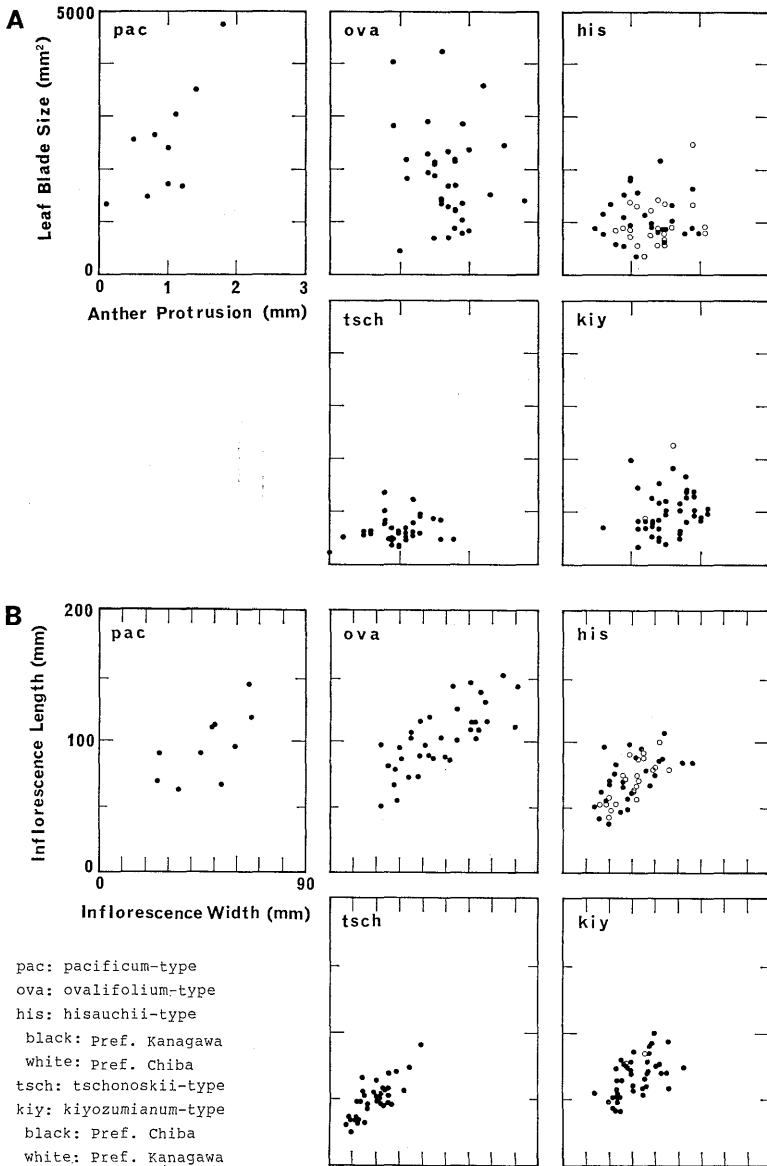 A
5000
pac
ova
his
Leaf Blade Size (mm²)
0
0 1 2 3
Anther Protrusion (mm)
tsch
kiy
B
200
pac
ova
his
Inflorescence Length (mm)
100
0
0 90
Inflorescence Width (mm)
tsch
kiy
pac: pacificum-type
ova: ovalifolium-type
his: hisauchii-type
black: Pref. Kanagawa
white: Pref. Chiba
tsch: tschonoskii-type
kiy: kiyozumianum-type
black: Pref. Chiba
white: Pref. Kanagawa